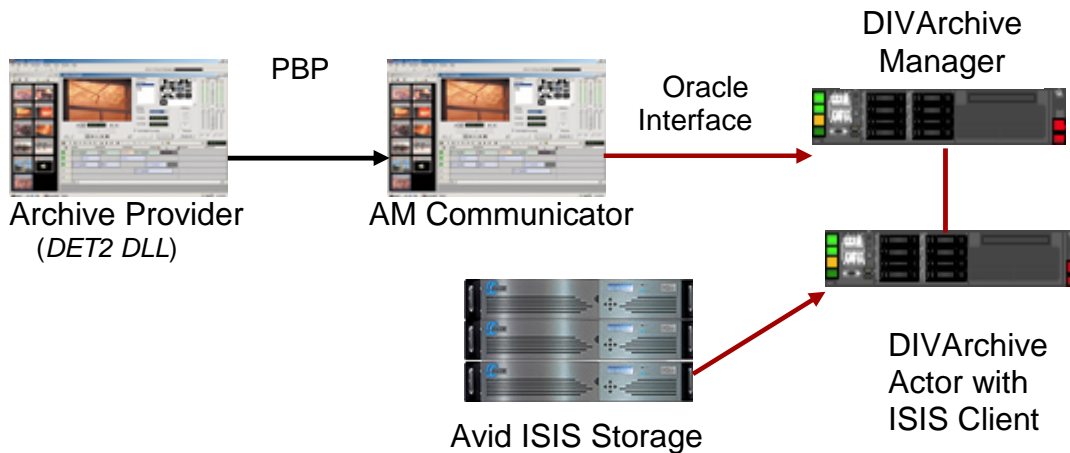 DIVArchive
Manager
PBP
Oracle
Interface
Archive Provider
(DET2 DLL)
AM Communicator
DIVArchive
Actor with
ISIS Client
Avid ISIS Storage